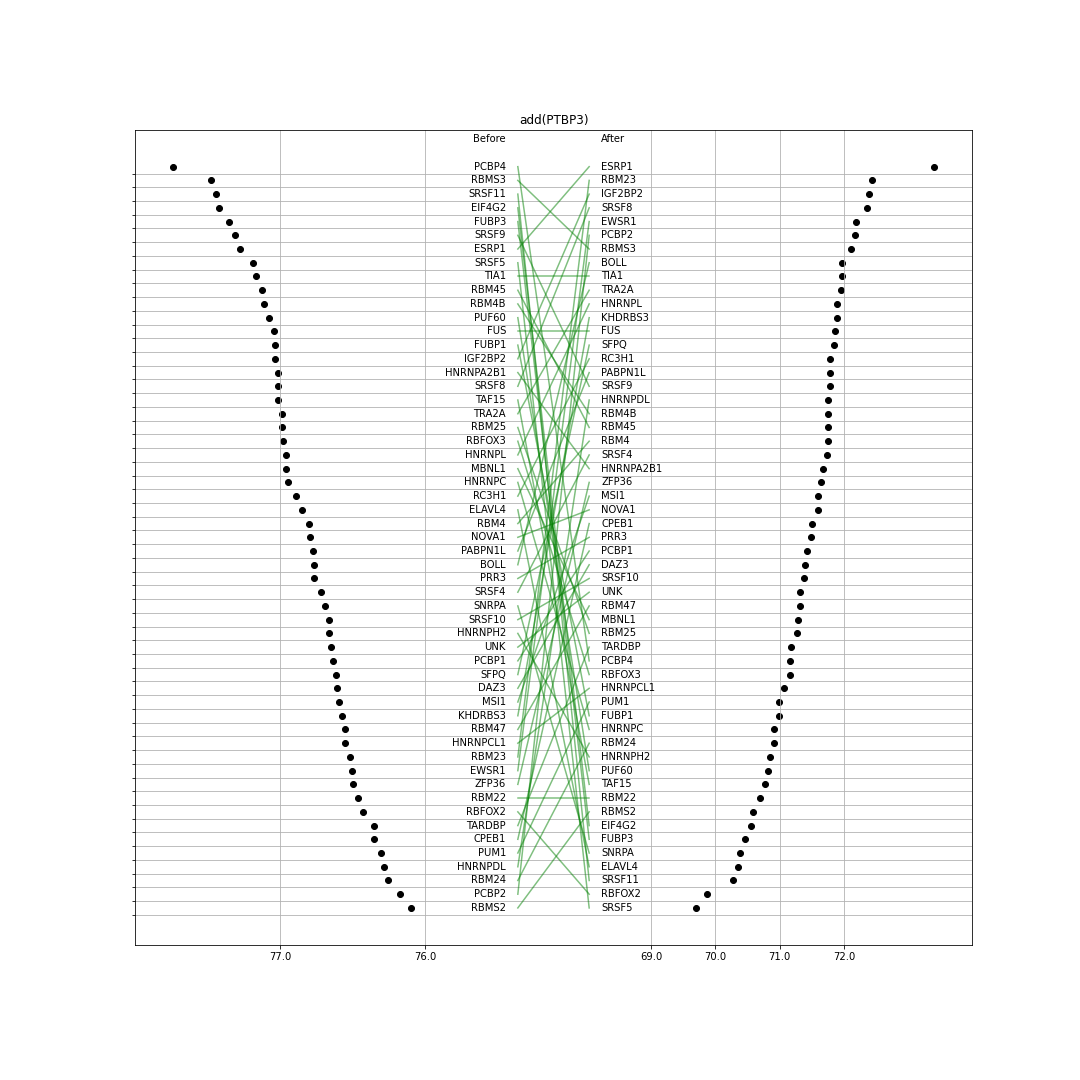 add(PTBP3)
Before After
PCBP4 ESRP1
RBMS3 RBM23
SRSF11 IGF2BP2
EIF4G2 SRSF8
FUBP3 EWSR1
SRSF9 PCBP2
ESRP1 RBMS3
SRSF5 BOLL
TIA1 TIA1
RBM45 TRA2A
RBM4B HNRNPL
PUF60 KHDRBS3
FUS FUS
FUBP1 SFPQ
IGF2BP2 RC3H1
HNRNPA2B1 PABPN1L
SRSF8 SRSF9
TAF15 HNRNPDL
TRA2A RBM4B
RBM25 RBM45
RBFOX3 RBM4
HNRNPL SRSF4
MBNL1 HNRNPA2B1
HNRNPC ZFP36
RC3H1 MSI1
ELAVL4 NOVA1
RBM4 CPEB1
NOVA1 PRR3
PABPN1L PCBP1
BOLL DAZ3
PRR3 SRSF10
SRSF4 UNK
SNRPA RBM47
SRSF10 MBNL1
HNRNPH2 RBM25
UNK TARDBP
PCBP1 PCBP4
SFPQ RBFOX3
DAZ3 HNRNPCL1
MSI1 PUM1
KHDRBS3 FUBP1
RBM47 HNRNPC
HNRNPCL1 RBM24
RBM23 HNRNPH2
EWSR1 PUF60
ZFP36 TAF15
RBM22 RBM22
RBFOX2 RBMS2
TARDBP EIF4G2
CPEB1 FUBP3
PUM1 SNRPA
HNRNPDL ELAVL4
RBM24 SRSF11
PCBP2 RBFOX2
RBMS2 SRSF5
77.0 76.0 69.0 70.0 71.0 72.0